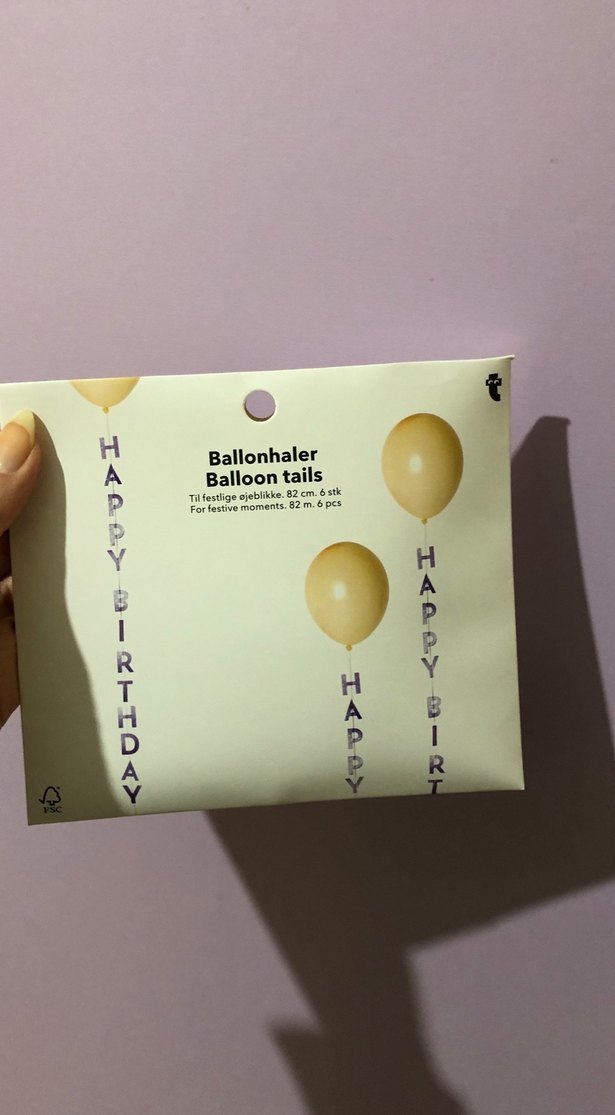 HAPPY BIRTHDAY
Ballonhaler
Balloon tails
Til festlige øjeblikke. 82 cm. 6 stk
For festive moments. 82 m. 6 pcs
HAPPY
HAPPY BIRT
FSC
t